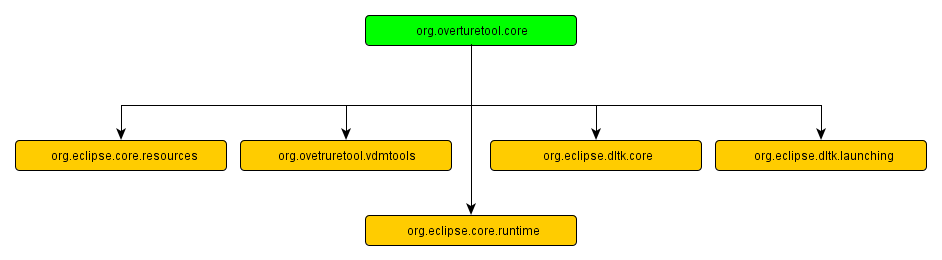 org.overturetool.core
org.eclipse.core.resources
org.ovetruretool.vdmtools
org.eclipse.dltk.core
org.eclipse.dltk.launching
org.eclipse.core.runtime